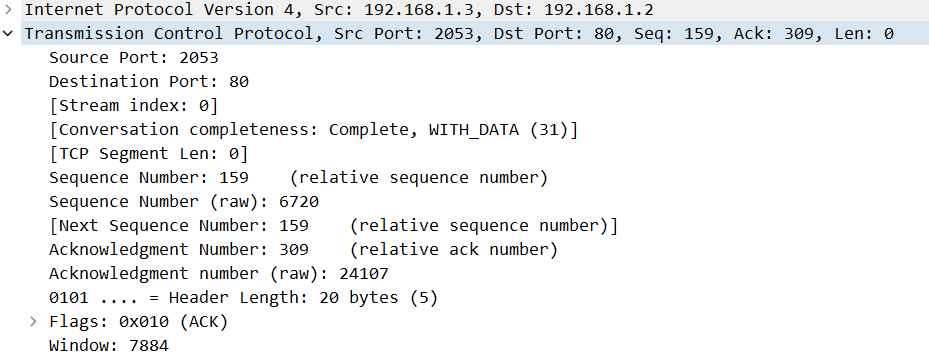 Internet Protocol Version 4, Src: 192.168.1.3, Dst: 192.168.1.2
Transmission Control Protocol, Src Port: 2053, Dst Port: 80, Seq: 159, Ack: 309, Len: 0
Source Port: 2053
Destination Port: 80
[Stream index: 0]
[Conversation completeness: Complete, WITH_DATA (31)]
[TCP Segment Len: 0]
Sequence Number: 159    (relative sequence number)
Sequence Number (raw): 6720
[Next Sequence Number: 159    (relative sequence number)]
Acknowledgment Number: 309    (relative ack number)
Acknowledgment number (raw): 24107
0101 .... = Header Length: 20 bytes (5)
Flags: 0x010 (ACK)
Window: 7884